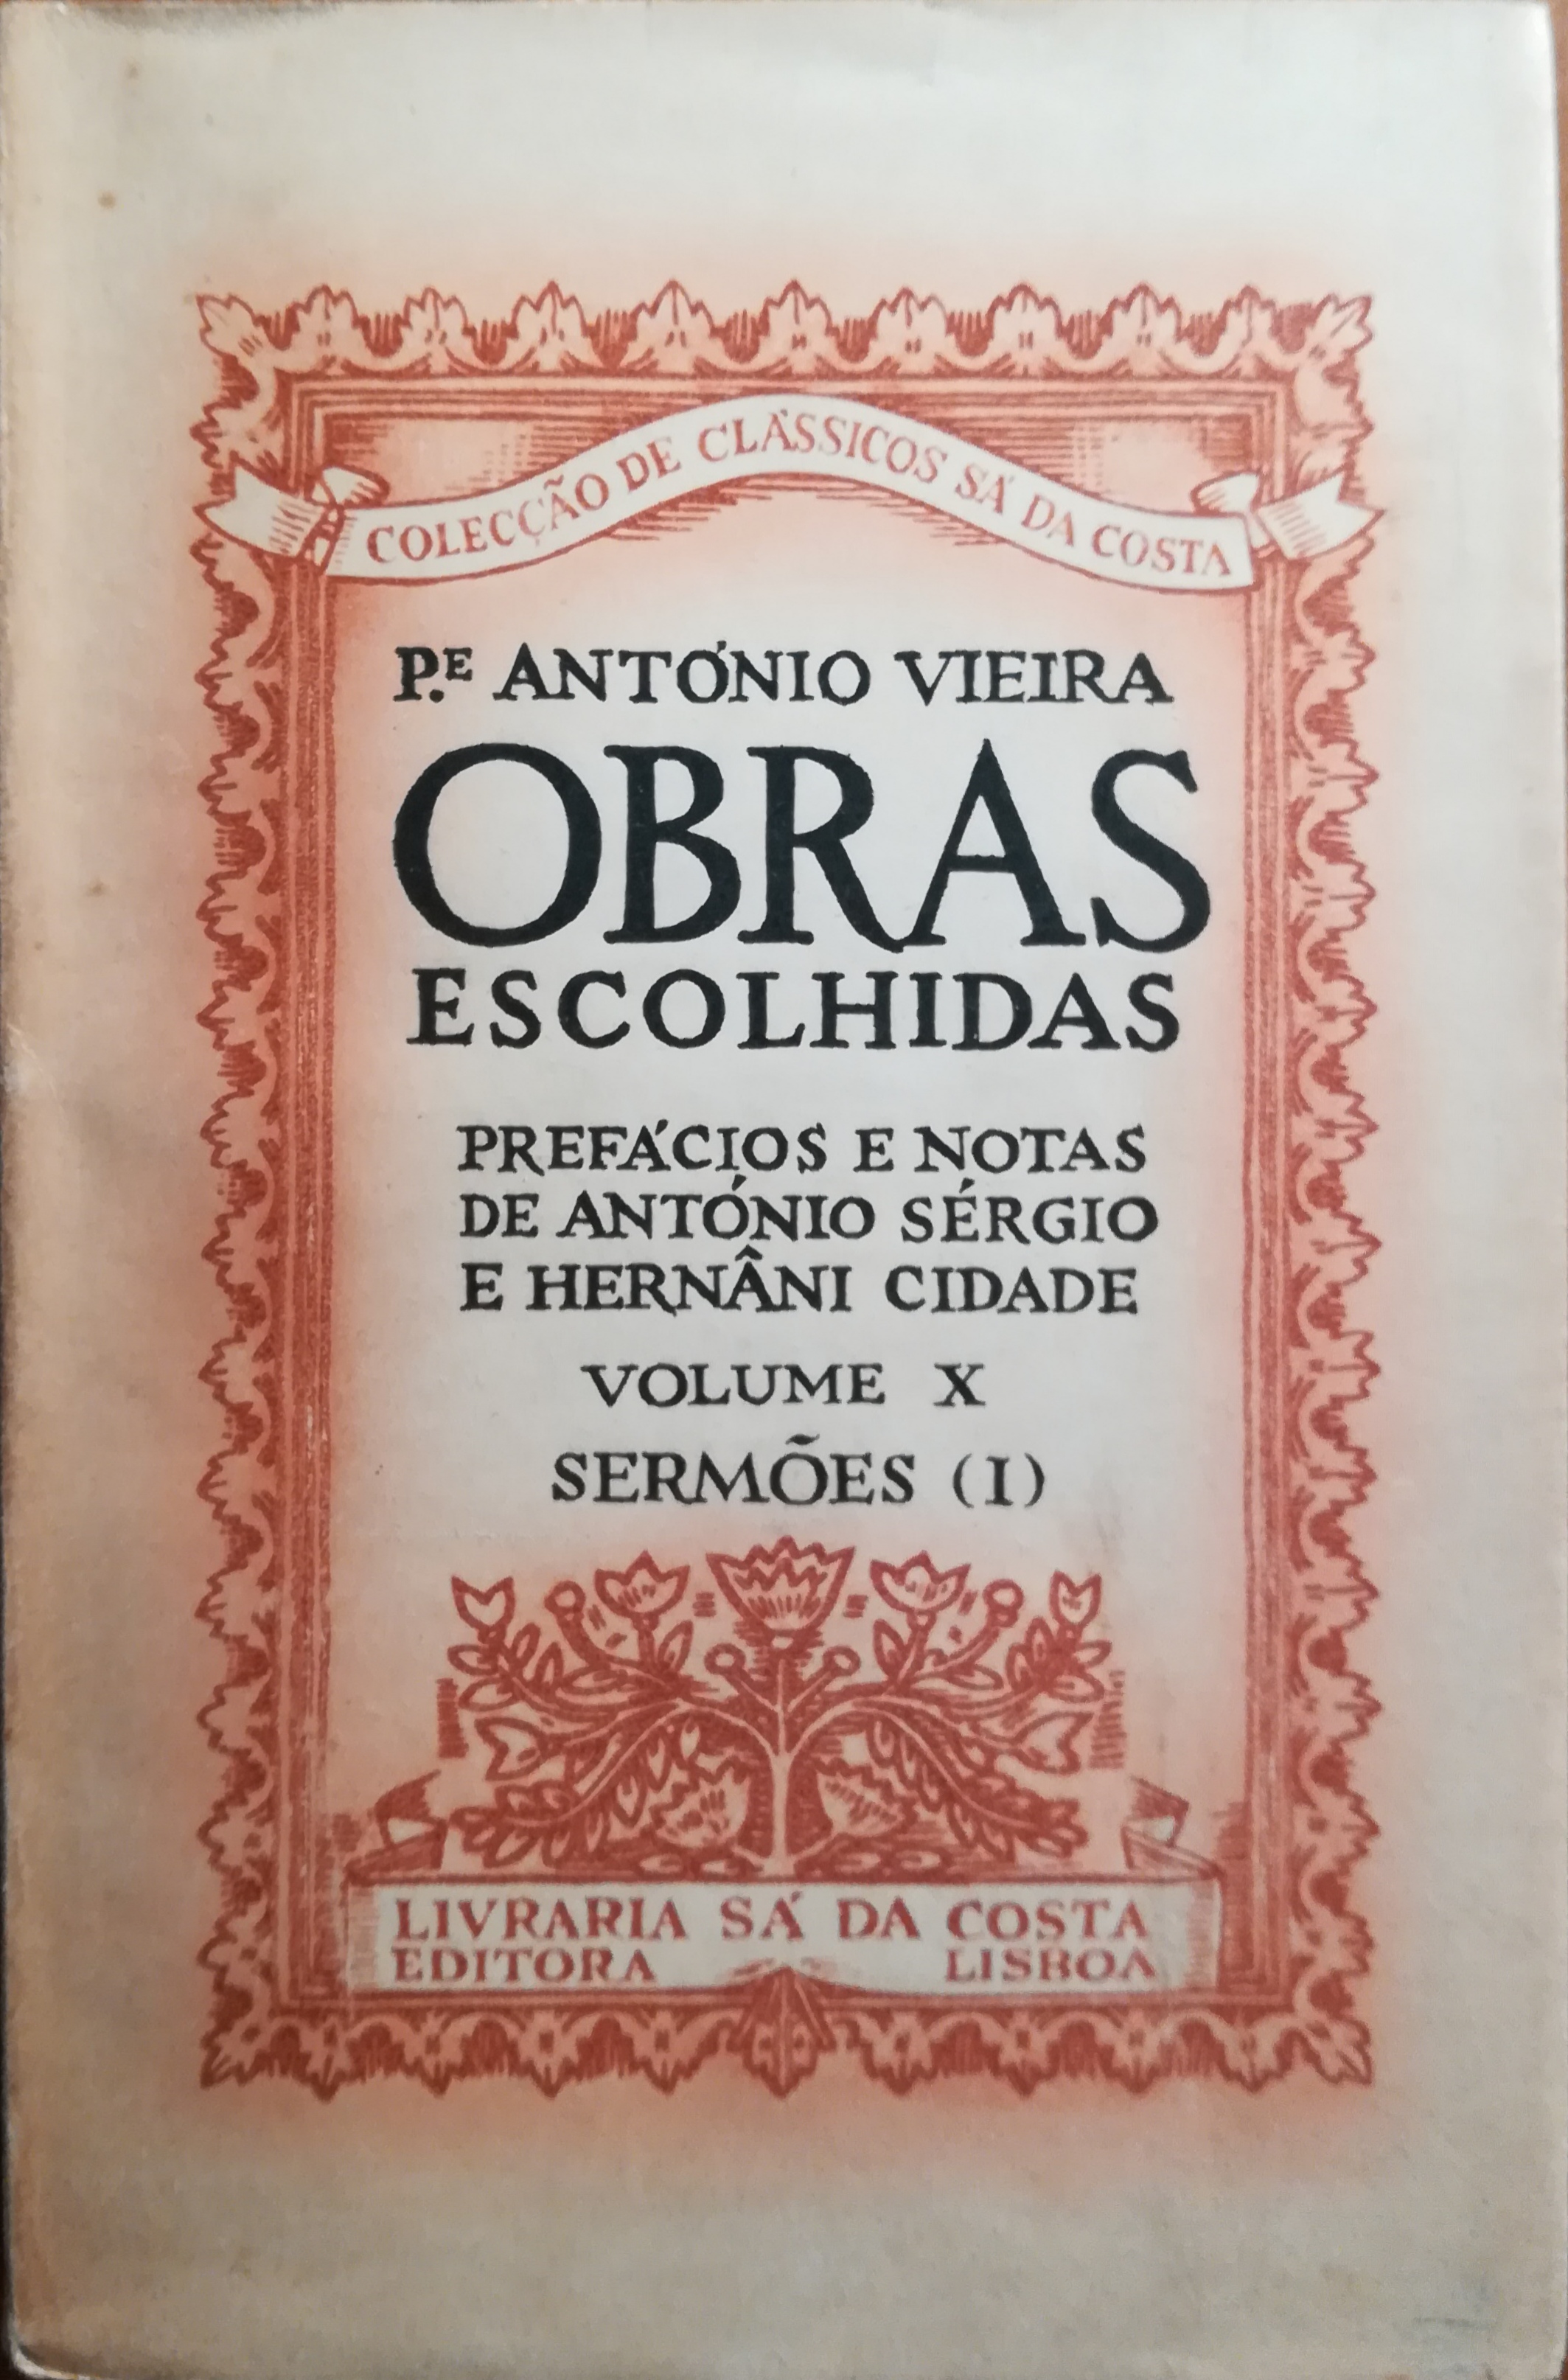 COLECÇÃO DE CLÁSSICOS SÁ DA COSTA
P.E ANTÓNIO VIEIRA
OBRAS
ESCOLHIDAS
PREFÁCIOS E NOTAS
DE ANTÓNIO SÉRGIO
E HERNÂNI CIDADE
VOLUME X
SERMÕES (I)
LIVRARIA SÁ DA COSTA
EDITORA LISBOA